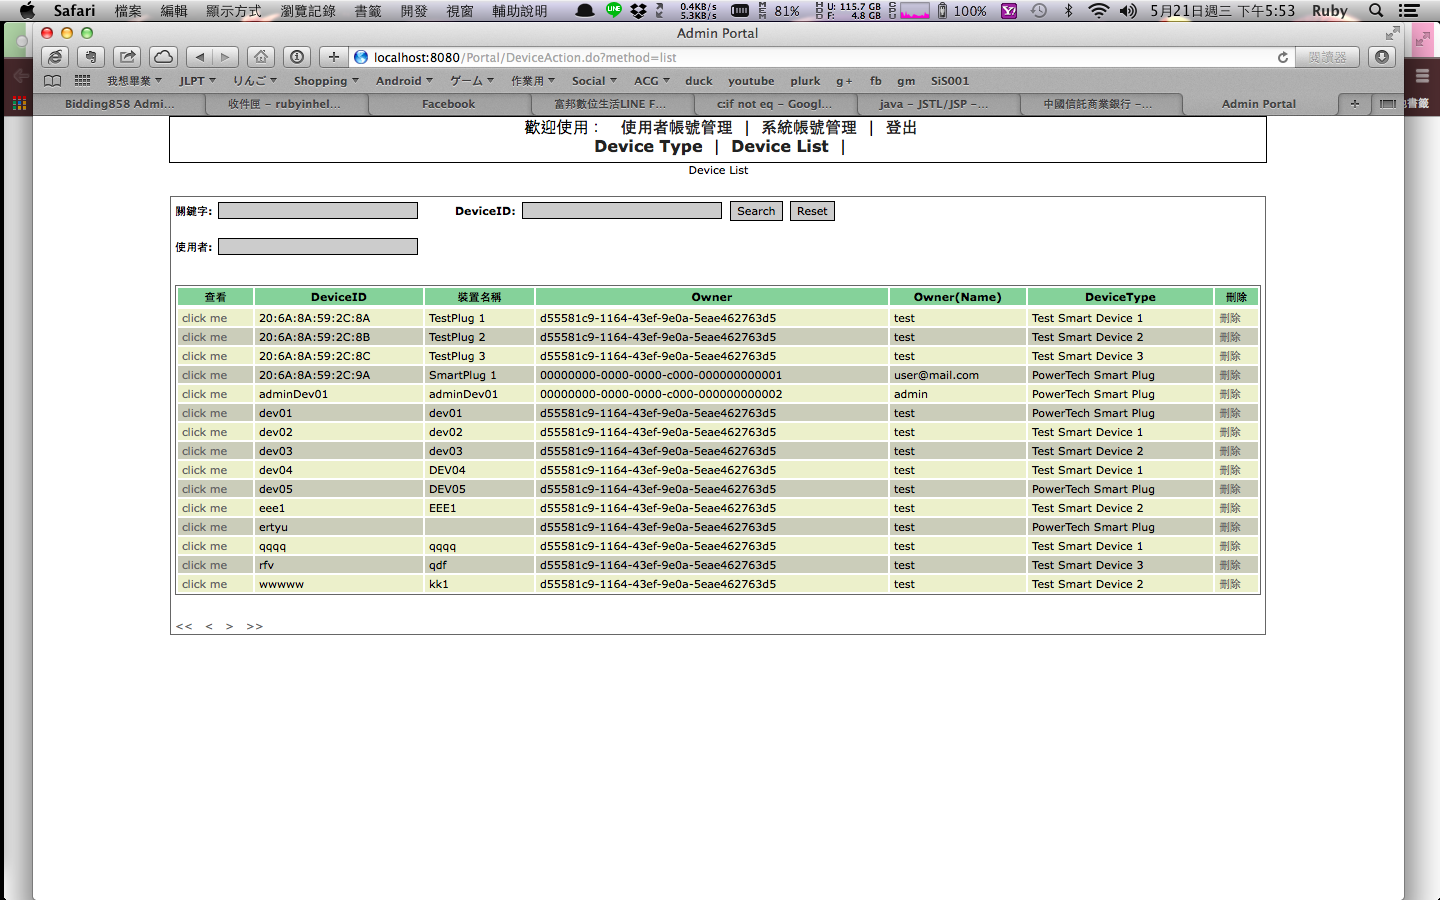 Safari 檔案 編輯 顯示方式 瀏覽記錄 書籤 開發 視窗 輔助說明 0.4KB/s 5.3KB/s 81% U: 115.7 GB F: 4.8 GB 100% 5月21日週三 下午5:53 Ruby
Admin Portal
localhost:8080/Portal/DeviceAction.do?method=list 閱讀器
我想畢業 JLPT りんご Shopping Android ゲーム 作業用 Social ACG duck youtube plurk g+ fb gm SiS001
Bidding858 Admi... 收件匣 – rubyinhel... Facebook 富邦數位生活LINE F... cif not eq – Googl... java – JSTL/JSP –... 中國信託商業銀行 –... Admin Portal + 書籤
歡迎使用： 使用者帳號管理 | 系統帳號管理 | 登出
Device Type | Device List |
Device List
關鍵字: DeviceID: Search Reset
使用者:
查看 DeviceID 裝置名稱 Owner Owner(Name) DeviceType 刪除
click me 20:6A:8A:59:2C:8A TestPlug 1 d55581c9-1164-43ef-9e0a-5eae462763d5 test Test Smart Device 1 刪除
click me 20:6A:8A:59:2C:8B TestPlug 2 d55581c9-1164-43ef-9e0a-5eae462763d5 test Test Smart Device 2 刪除
click me 20:6A:8A:59:2C:8C TestPlug 3 d55581c9-1164-43ef-9e0a-5eae462763d5 test Test Smart Device 3 刪除
click me 20:6A:8A:59:2C:9A SmartPlug 1 00000000-0000-0000-c000-000000000001 user@mail.com PowerTech Smart Plug 刪除
click me adminDev01 adminDev01 00000000-0000-0000-c000-000000000002 admin PowerTech Smart Plug 刪除
click me dev01 dev01 d55581c9-1164-43ef-9e0a-5eae462763d5 test PowerTech Smart Plug 刪除
click me dev02 dev02 d55581c9-1164-43ef-9e0a-5eae462763d5 test Test Smart Device 1 刪除
click me dev03 dev03 d55581c9-1164-43ef-9e0a-5eae462763d5 test Test Smart Device 2 刪除
click me dev04 DEV04 d55581c9-1164-43ef-9e0a-5eae462763d5 test Test Smart Device 1 刪除
click me dev05 DEV05 d55581c9-1164-43ef-9e0a-5eae462763d5 test PowerTech Smart Plug 刪除
click me eee1 EEE1 d55581c9-1164-43ef-9e0a-5eae462763d5 test Test Smart Device 2 刪除
click me ertyu d55581c9-1164-43ef-9e0a-5eae462763d5 test PowerTech Smart Plug 刪除
click me qqqq qqqq d55581c9-1164-43ef-9e0a-5eae462763d5 test Test Smart Device 1 刪除
click me rfv qdf d55581c9-1164-43ef-9e0a-5eae462763d5 test Test Smart Device 3 刪除
click me wwwww kk1 d55581c9-1164-43ef-9e0a-5eae462763d5 test Test Smart Device 2 刪除
<< < > >>